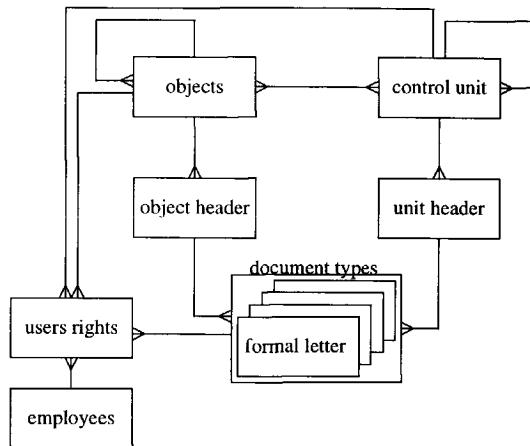 objects
control unit
object header
unit header
document types
formal letter
users rights
employees